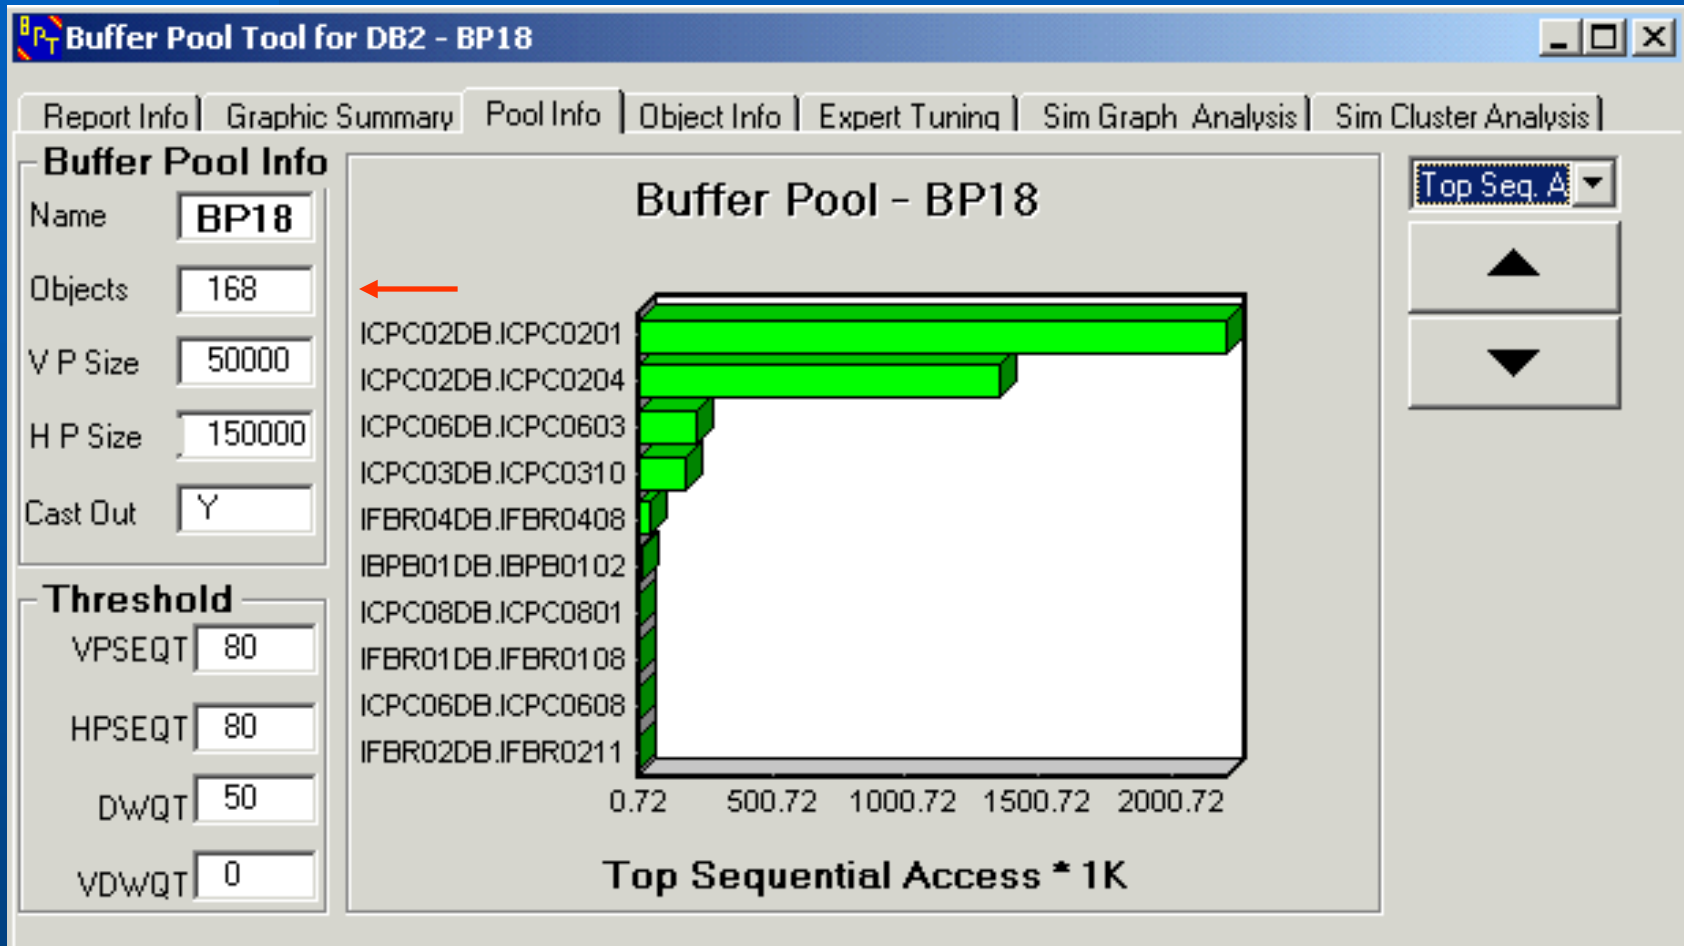 BPT Buffer Pool Tool for DB2 - BP18
Report Info Graphic Summary Pool Info Object Info Expert Tuning Sim Graph Analysis Sim Cluster Analysis
Buffer Pool Info
Name BP18
Objects 168
V P Size 50000
H P Size 150000
Cast Out Y
Threshold
VPSEQT 80
HPSEQT 80
DWQT 50
VDWQT 0
Buffer Pool - BP18
ICPC02DB.ICPC0201
ICPC02DB.ICPC0204
ICPC06DB.ICPC0603
ICPC03DB.ICPC0310
IFBR04DB.IFBR0408
IBPB01DB.IBPB0102
ICPC08DB.ICPC0801
IFBR01DB.IFBR0108
ICPC06DB.ICPC0608
IFBR02DB.IFBR0211
0.72 500.72 1000.72 1500.72 2000.72
Top Sequential Access * 1K
Top Seq. A